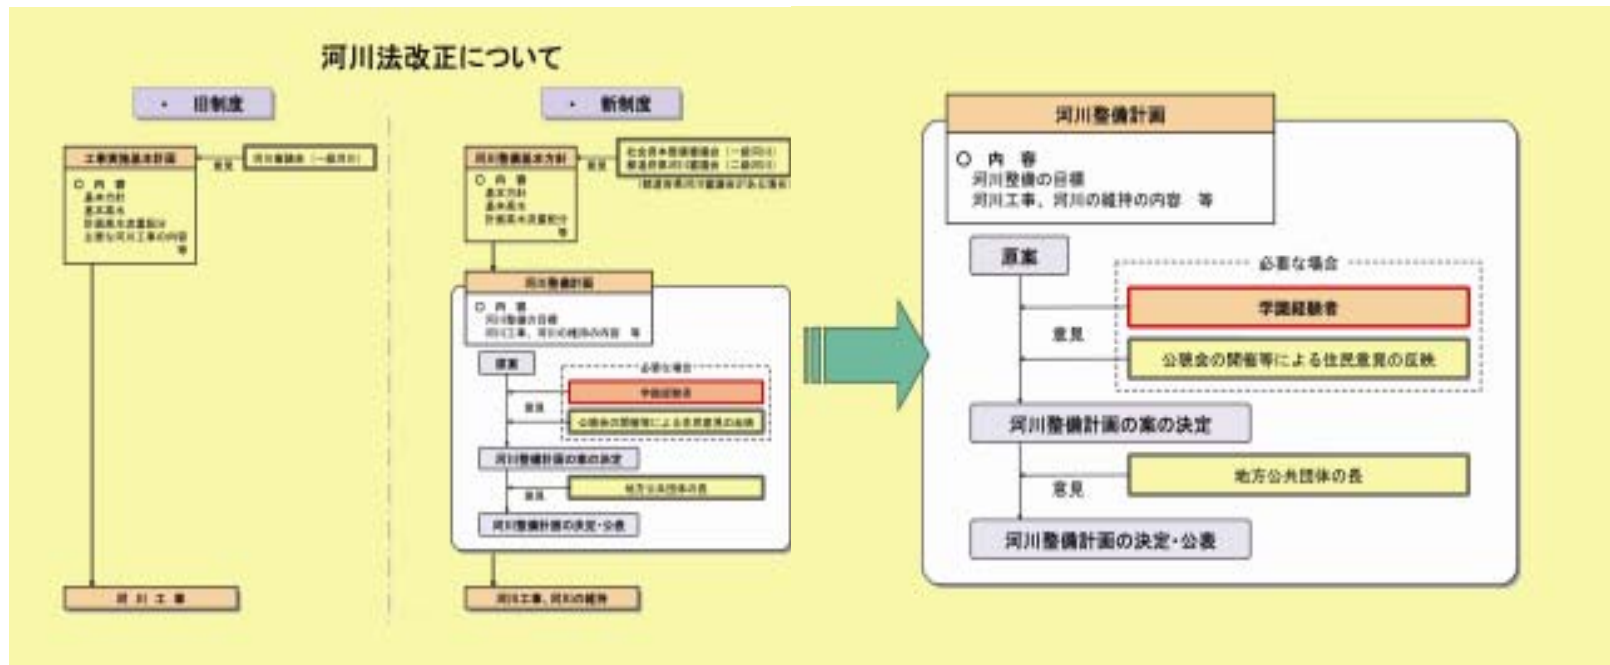 河川法改正について
・ 旧制度
工事実施基本計画
意見
河川審議会（一級河川）
〇 内 容
基本方針
基本高水
計画高水流量配分
主要な河川工事の内容
等
河 川 工 事
・ 新制度
河川整備基本方針
意見
社会資本整備審議会（一級河川）
都道府県河川審議会（二級河川）
（都道府県河川審議会がある場合）
〇 内 容
基本方針
基本高水
計画高水流量配分
等
河川整備計画
〇 内 容
河川整備の目標
河川工事、河川の維持の内容 等
原案
必要な場合
学識経験者
意見
公聴会の開催等による住民意見の反映
河川整備計画の案の決定
意見
地方公共団体の長
河川整備計画の決定・公表
河川工事、河川の維持
河川整備計画
〇 内 容
河川整備の目標
河川工事、河川の維持の内容 等
原案
必要な場合
学識経験者
意見
公聴会の開催等による住民意見の反映
河川整備計画の案の決定
意見
地方公共団体の長
河川整備計画の決定・公表